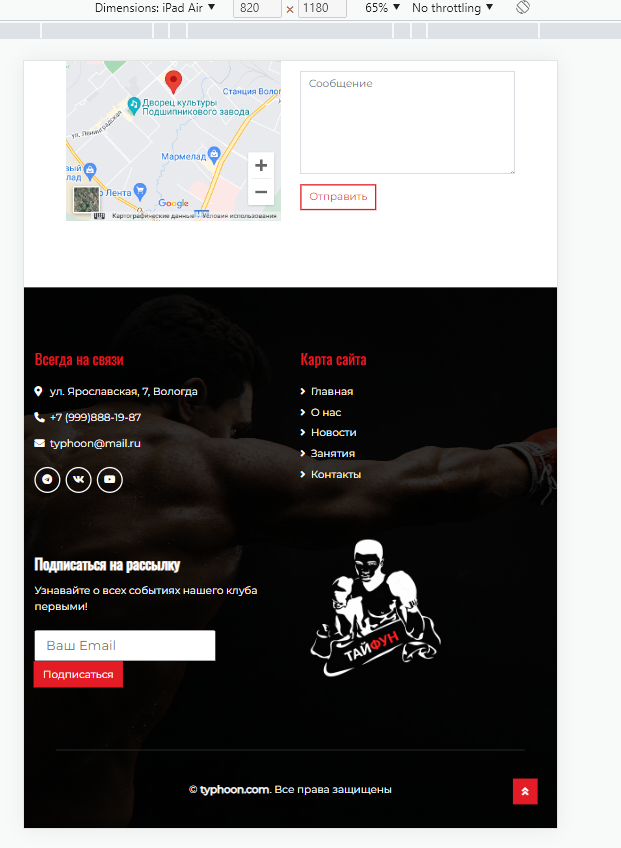 Dimensions: iPad Air ▼ 820 × 1180 65% ▼ No throttling ▼
Сообщение
Станция Волог
Дворец культуры
Подшипникового завода
ул. Ленинградская
Мармелад
вый
лад
Лента
Google
Картографические данные
Условия использования
Отправить
Всегда на связи
ул. Ярославская, 7, Вологда
+7 (999)888-19-87
typhoon@mail.ru
Карта сайта
Главная
О нас
Новости
Занятия
Контакты
Подписаться на рассылку
Узнавайте о всех событиях нашего клуба
первыми!
Ваш Email
Подписаться
ТАЙФУН
© typhoon.com. Все права защищены